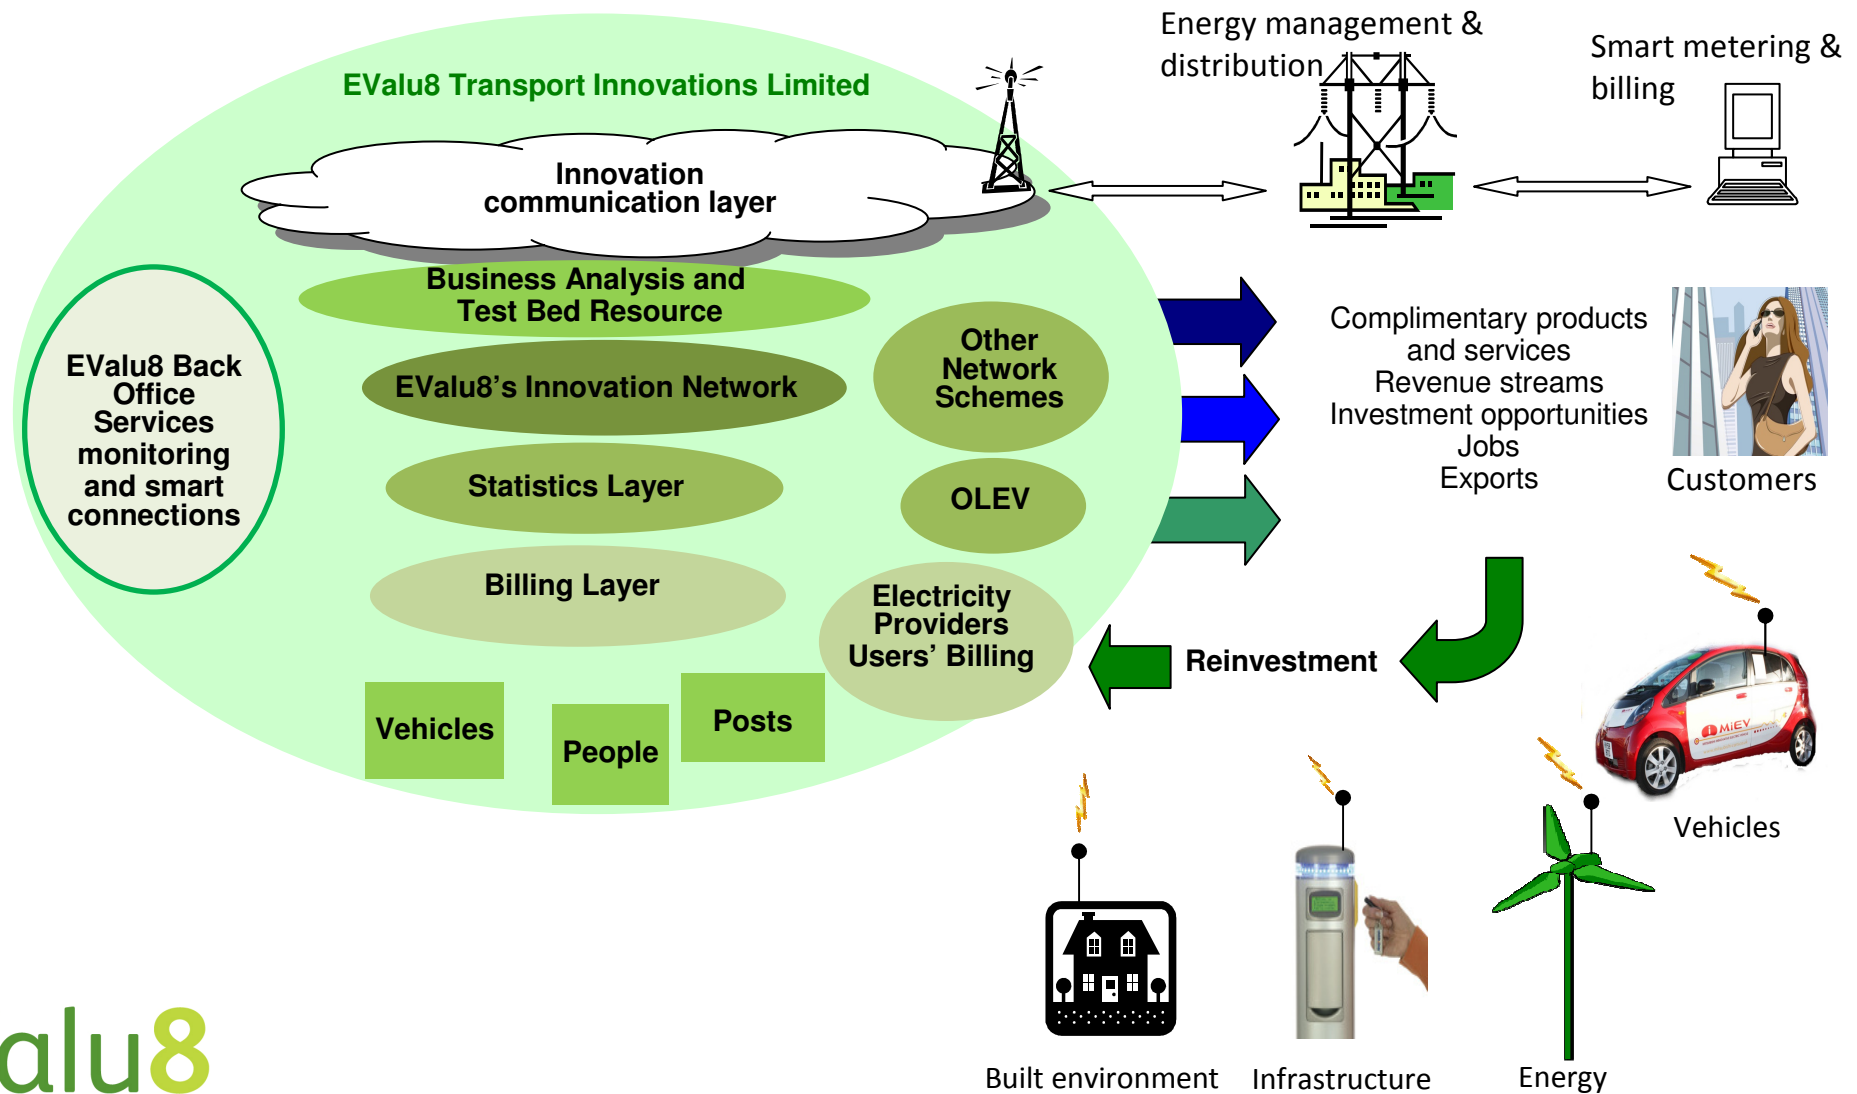 EValu8 Transport Innovations Limited
Energy management &
distribution
Smart metering &
billing
Innovation
communication layer
Business Analysis and
Test Bed Resource
EValu8's Innovation Network
Statistics Layer
Billing Layer
EValu8 Back
Office
Services
monitoring
and smart
connections
Other
Network
Schemes
OLEV
Electricity
Providers
Users' Billing
Vehicles
People
Posts
Complimentary products
and services
Revenue streams
Investment opportunities
Jobs
Exports
Customers
Reinvestment
MiEV
Vehicles
Built environment
Infrastructure
Energy
alu8